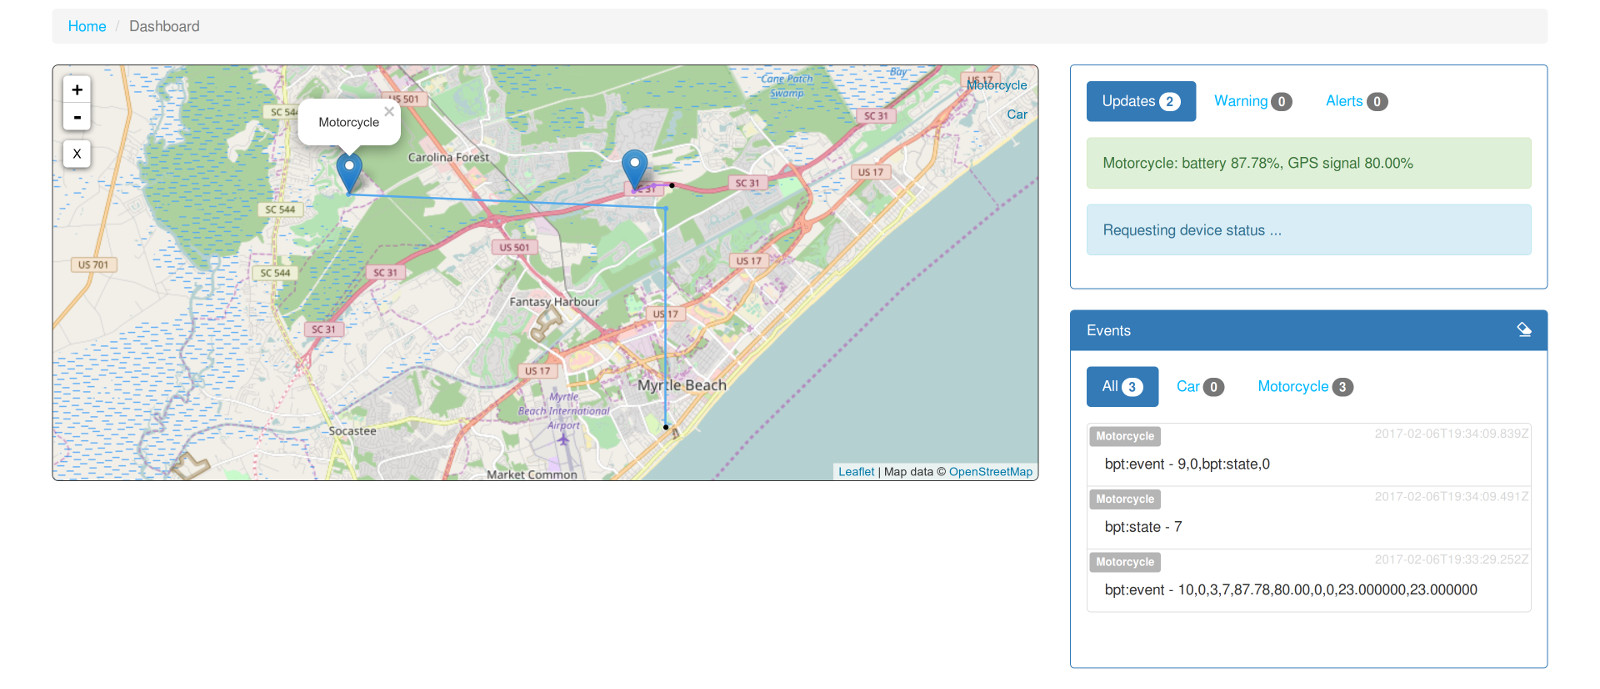 Home / Dashboard
+
-
X
Motorcycle ×
Motorcycle
Car
US 17
Cane Patch
Swamp
Bay
US 501
SC 544
SC 31
Carolina Forest
SC 31
SC 31
US 17
SC 544
US 501
US 701
SC 544
SC 31
US 17
Fantasy Harbour
US 17
SC 31
US 17
Myrtle Beach
Myrtle
Beach International
Airport
Socastee
Market Common
Leaflet | Map data © OpenStreetMap
Updates 2 Warning 0 Alerts 0
Motorcycle: battery 87.78%, GPS signal 80.00%
Requesting device status ...
Events
All 3 Car 0 Motorcycle 3
Motorcycle 2017-02-06T19:34:09.839Z
bpt:event - 9,0,bpt:state,0
Motorcycle 2017-02-06T19:34:09.491Z
bpt:state - 7
Motorcycle 2017-02-06T19:33:29.252Z
bpt:event - 10,0,3,7,87.78,80.00,0,0,23.000000,23.000000